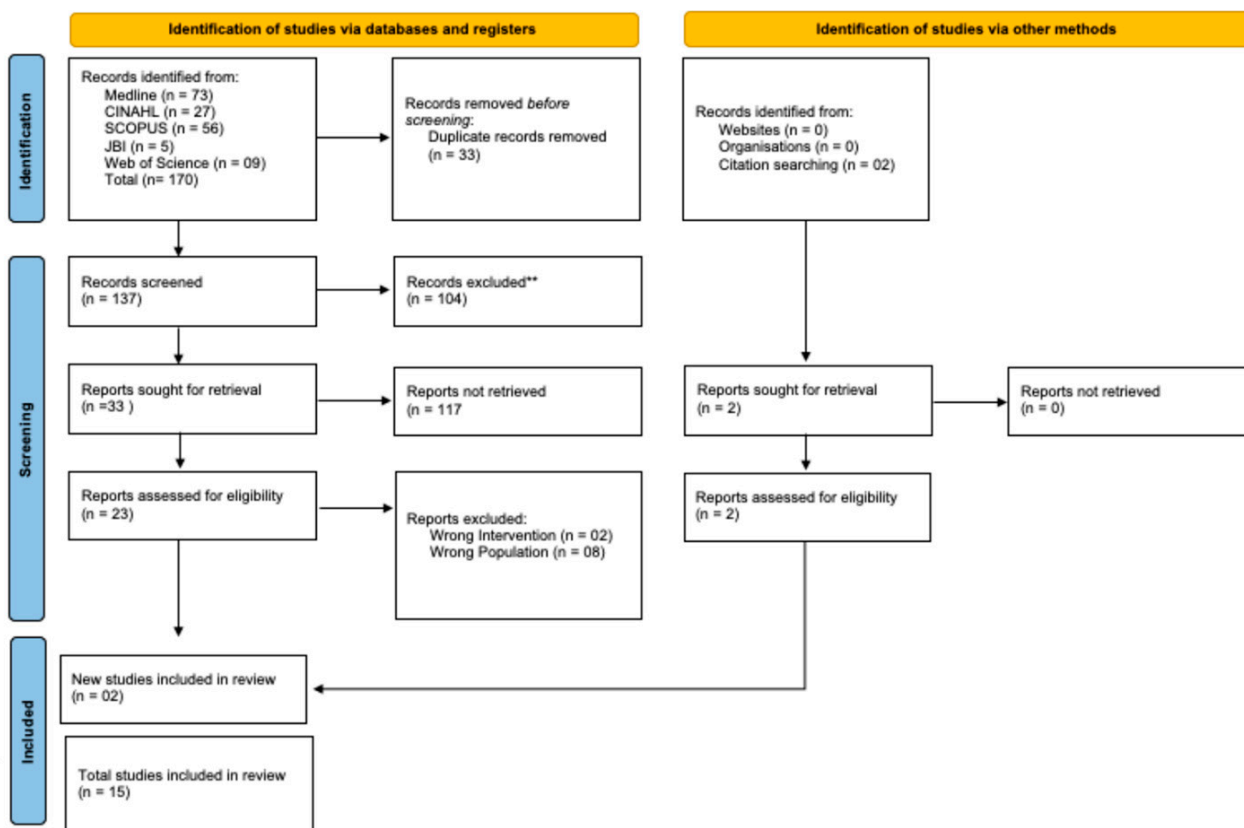 Identification of studies via databases and registers
Identification of studies via other methods
Identification
Records identified from:
Medline (n = 73)
CINAHL (n = 27)
SCOPUS (n = 56)
JBI (n = 5)
Web of Science (n = 09)
Total (n= 170)
Records removed before
screening:
Duplicate records removed
(n = 33)
Records identified from:
Websites (n = 0)
Organisations (n = 0)
Citation searching (n = 02)
Screening
Records screened
(n = 137)
Records excluded**
(n = 104)
Reports sought for retrieval
(n =33 )
Reports not retrieved
(n = 117
Reports sought for retrieval
(n = 2)
Reports not retrieved
(n = 0)
Reports assessed for eligibility
(n = 23)
Reports excluded:
Wrong Intervention (n = 02)
Wrong Population (n = 08)
Reports assessed for eligibility
(n = 2)
Included
New studies included in review
(n = 02)
Total studies included in review
(n = 15)